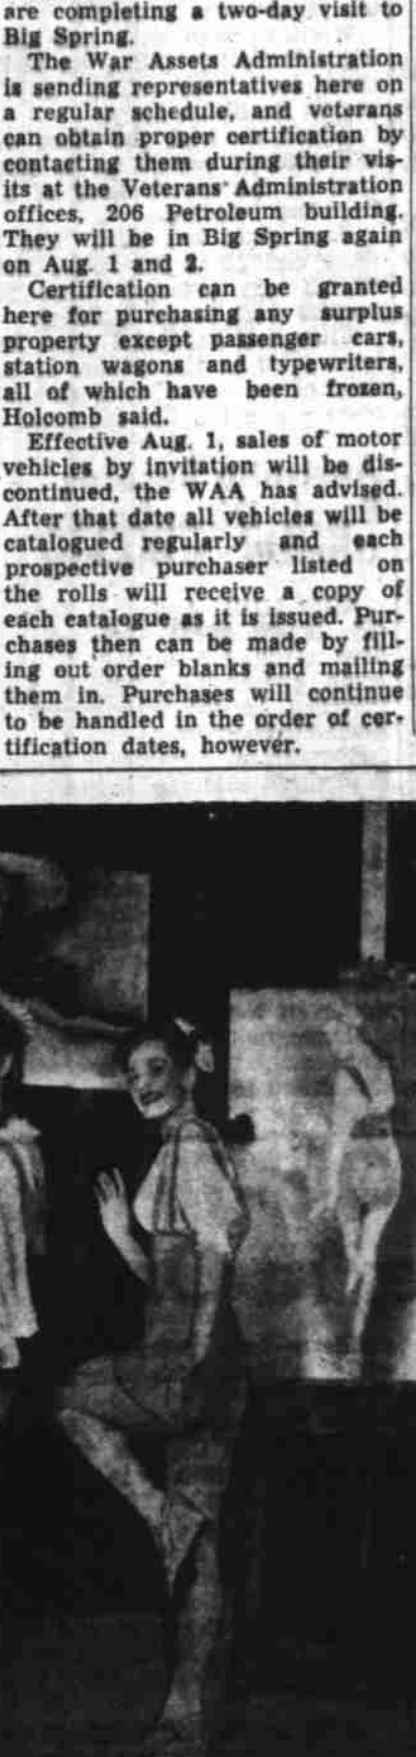 are completing a two-day visit to
Big Spring.
The War Assets Administration
is sending representatives here on
a regular schedule, and veterans
can obtain proper certification by
contacting them during their vis-
its at the Veterans' Administration
offices, 206 Petroleum building.
They will be in Big Spring again
on Aug. 1 and 2.
Certification can be granted
here for purchasing any surplus
property except passenger cars,
station wagons and typewriters,
all of which have been frozen,
Holcomb said.
Effective Aug. 1, sales of motor
vehicles by invitation will be dis-
continued, the WAA has advised.
After that date all vehicles will be
catalogued regularly and each
prospective purchaser listed on
the rolls will receive a copy of
each catalogue as it is issued. Pur-
chases then can be made by fill-
ing out order blanks and mailing
them in. Purchases will continue
to be handled in the order of cer-
tification dates, however.